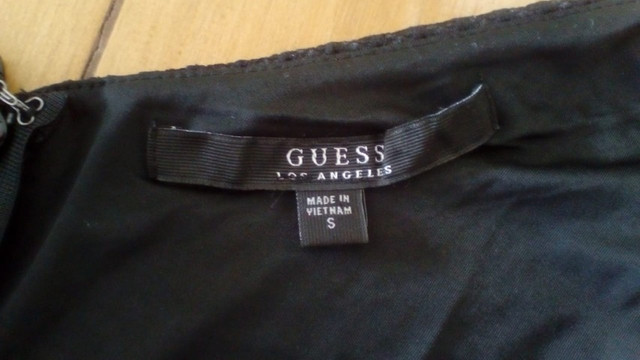 GUESS
LOS ANGELES
MADE IN
VIETNAM
S